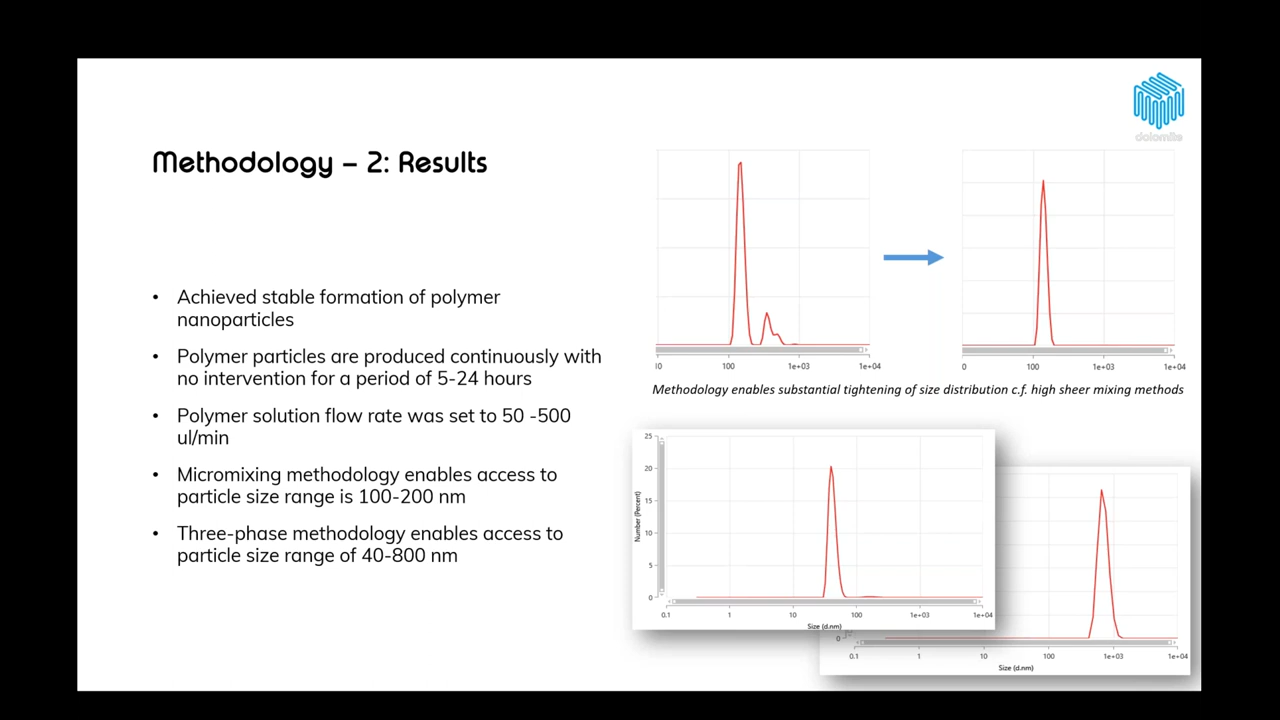 dolomite
Methodology – 2: Results
• Achieved stable formation of polymer
nanoparticles
• Polymer particles are produced continuously with
no intervention for a period of 5-24 hours
• Polymer solution flow rate was set to 50 -500
ul/min
• Micromixing methodology enables access to
particle size range is 100-200 nm
• Three-phase methodology enables access to
particle size range of 40-800 nm
10 100 1e+03 1e+04
0 100 1e+03 1e+04
Methodology enables substantial tightening of size distribution c.f. high sheer mixing methods
Number (Percent)
25
20
15
10
5
0
0.1 1 10 100 1e+03 1e+04
Size (d.nm)
0
0.1 1 10 100 1e+03 1e+04
Size (d.nm)